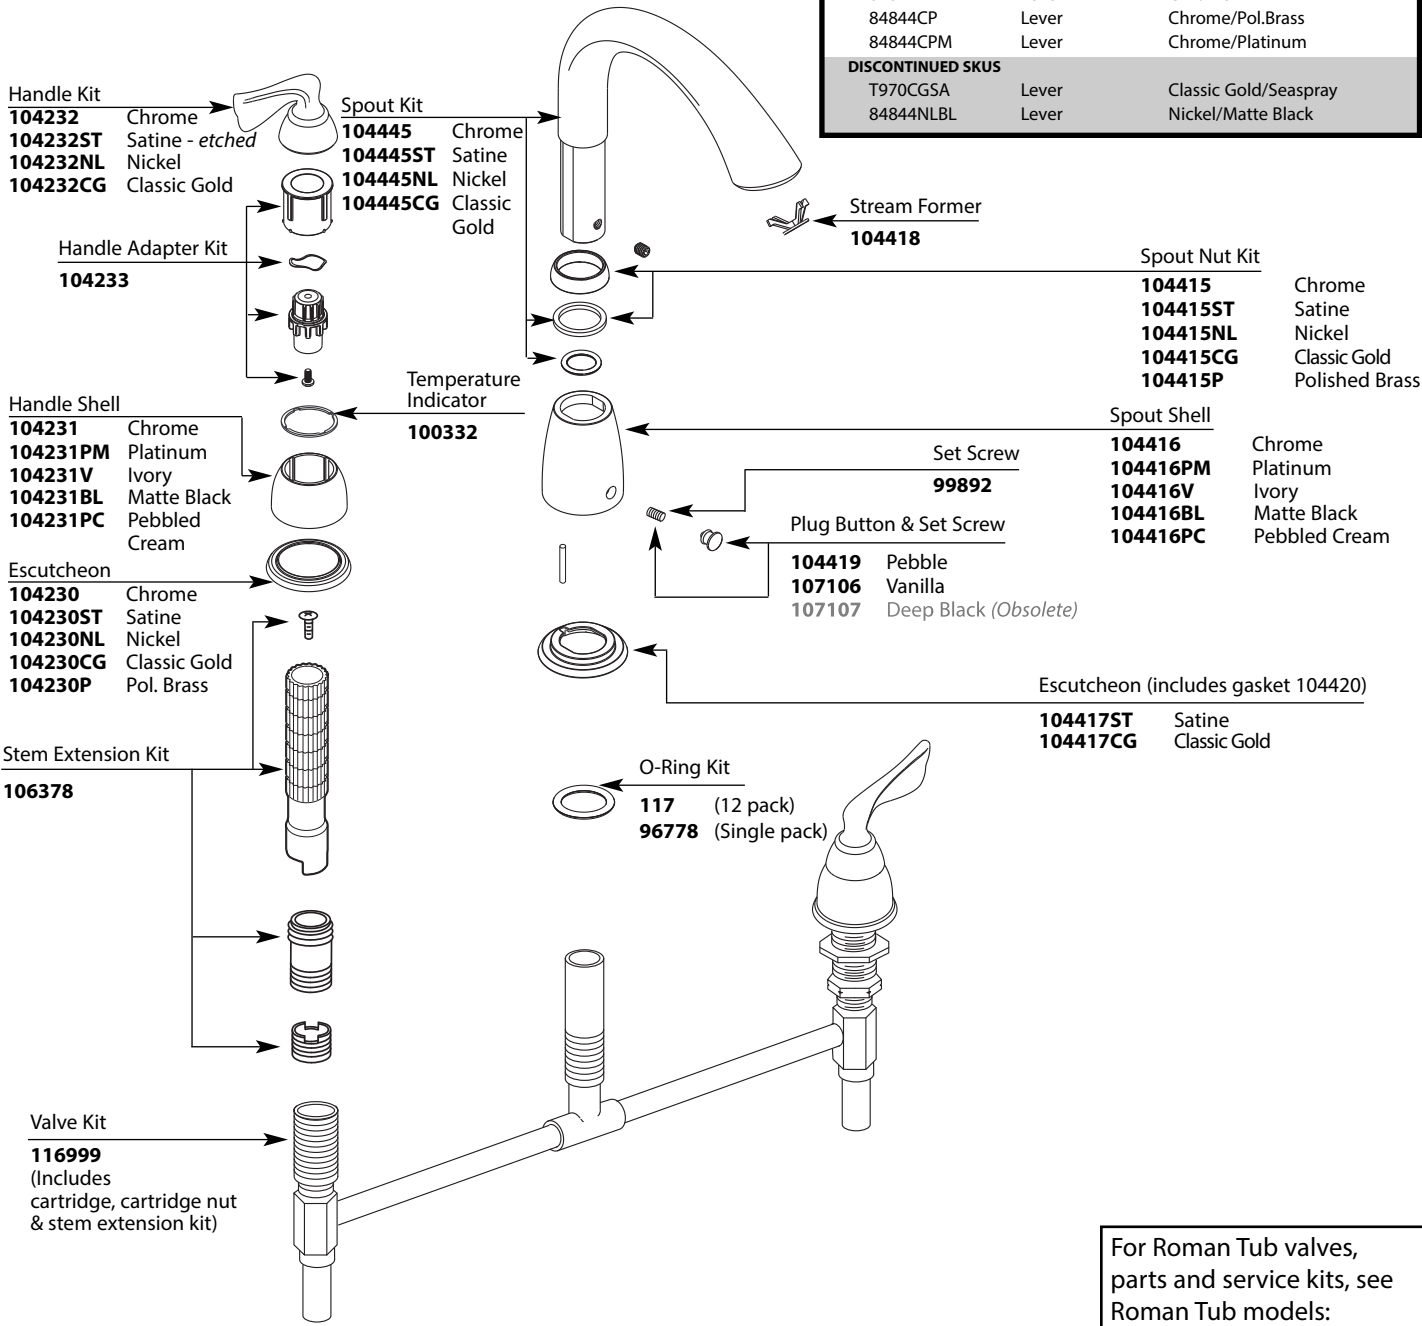 84844CP Lever Chrome/Pol.Brass
84844CPM Lever Chrome/Platinum
DISCONTINUED SKUS
T970CGSA Lever Classic Gold/Seaspray
84844NLBL Lever Nickel/Matte Black
Handle Kit
104232 Chrome
104232ST Satine - etched
104232NL Nickel
104232CG Classic Gold
Spout Kit
104445 Chrome
104445ST Satine
104445NL Nickel
104445CG Classic
Gold
Stream Former
104418
Handle Adapter Kit
104233
Spout Nut Kit
104415 Chrome
104415ST Satine
104415NL Nickel
104415CG Classic Gold
104415P Polished Brass
Temperature
Indicator
100332
Handle Shell
104231 Chrome
104231PM Platinum
104231V Ivory
104231BL Matte Black
104231PC Pebbled
Cream
Spout Shell
104416 Chrome
104416PM Platinum
104416V Ivory
104416BL Matte Black
104416PC Pebbled Cream
Set Screw
99892
Plug Button & Set Screw
104419 Pebble
107106 Vanilla
107107 Deep Black (Obsolete)
Escutcheon
104230 Chrome
104230ST Satine
104230NL Nickel
104230CG Classic Gold
104230P Pol. Brass
Escutcheon (includes gasket 104420)
104417ST Satine
104417CG Classic Gold
Stem Extension Kit
106378
O-Ring Kit
117 (12 pack)
96778 (Single pack)
Valve Kit
116999
(Includes
cartridge, cartridge nut
& stem extension kit)
For Roman Tub valves,
parts and service kits, see
Roman Tub models: